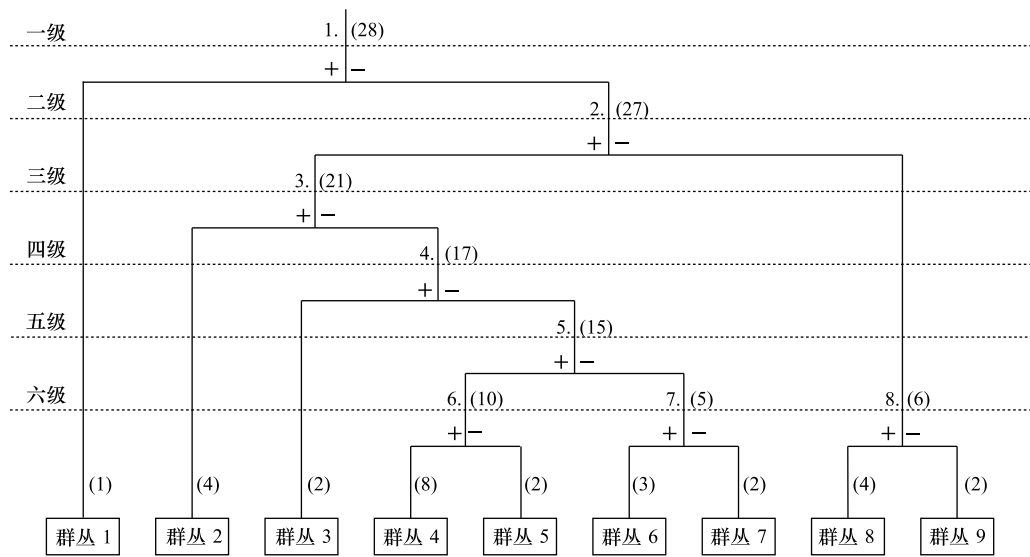 一级 1. (28)
+ −
二级 2. (27)
+ −
三级 3. (21)
+ −
四级 4. (17)
+ −
五级 5. (15)
+ −
六级 6. (10) 7. (5) 8. (6)
+ − + − + −
(1) (4) (2) (8) (2) (3) (2) (4) (2)
群丛 1 群丛 2 群丛 3 群丛 4 群丛 5 群丛 6 群丛 7 群丛 8 群丛 9